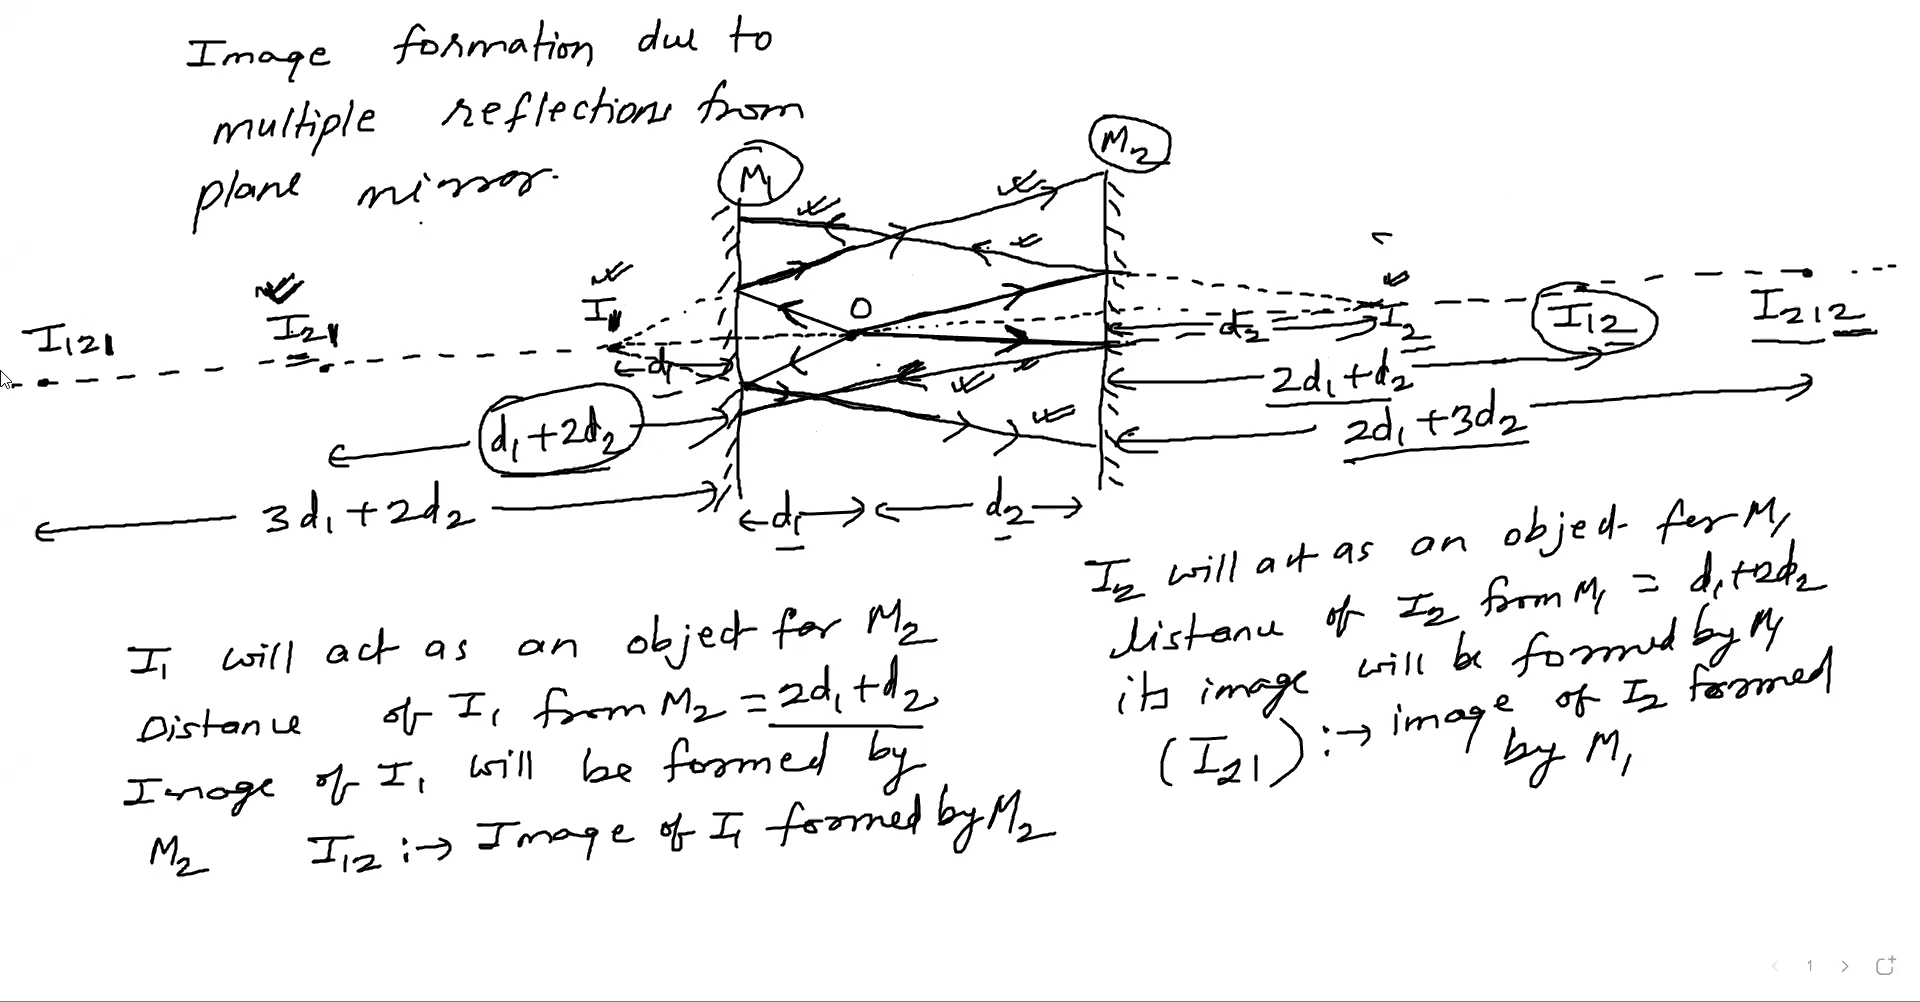 Image formation due to
multiple reflections from
plane mirror.
M₁
M₂
I₁₂₁
I₂₁
I₁
O
I₂
I₁₂
I₂₁₂
d₁
d₂
2d₁+d₂
d₁+2d₂
2d₁+3d₂
3d₁+2d₂
d₁
d₂
I₁ will act as an object for M₂
Distance of I₁ from M₂ = 2d₁+d₂
Image of I₁ will be formed by
M₂ I₁₂ :→ Image of I₁ formed by M₂
I₂ will act as an object for M₁
distance of I₂ from M₁ = d₁+2d₂
its image will be formed by M₁
(I₂₁) :→ image of I₂ formed
by M₁
1